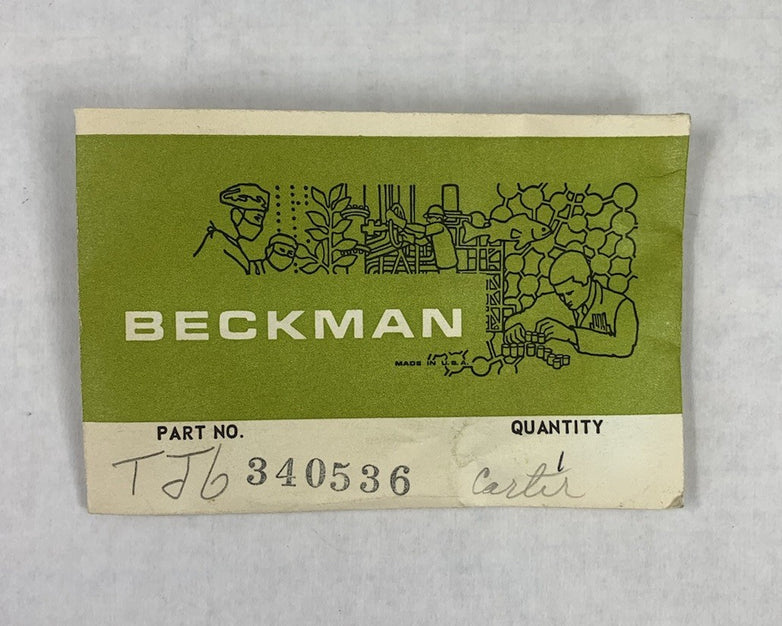 BECKMAN
MADE IN U.S.A.
PART NO.
QUANTITY
TJ6 340536
1
Carter